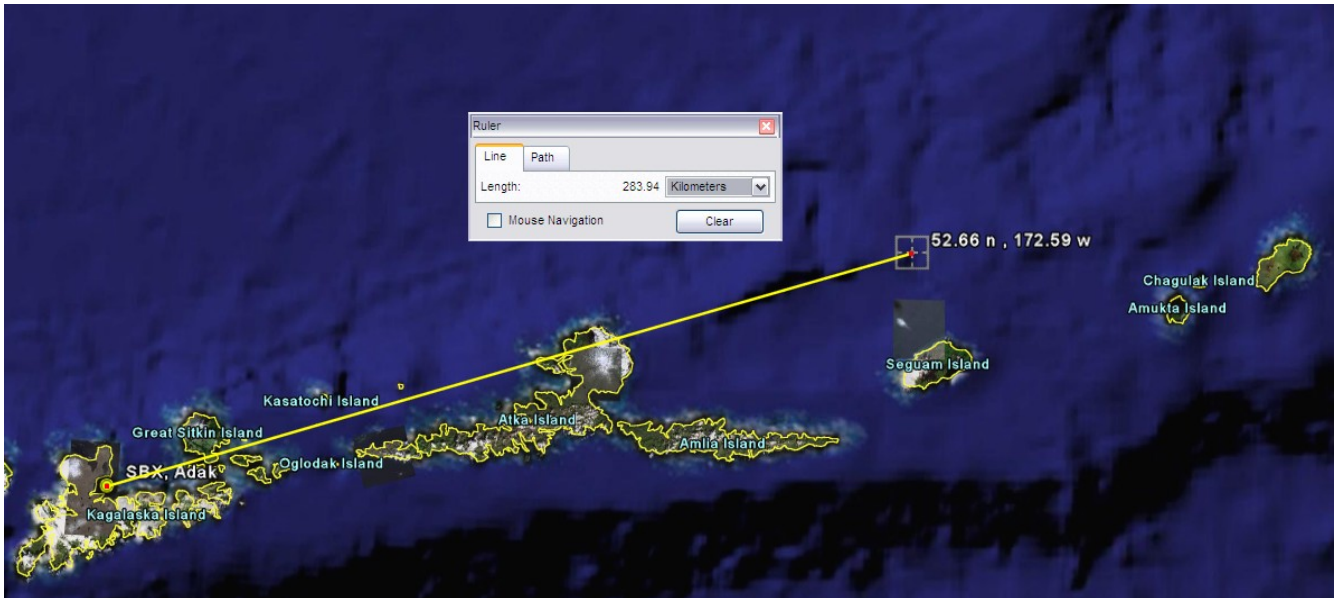 Ruler
Line Path
Length: 283.94 Kilometers
Mouse Navigation Clear
52.66 n , 172.59 w
Chagulak Island
Amukta Island
Seguam Island
Kasatochi Island
Atka Island
Great Sitkin Island
Amlia Island
Oglodak Island
SBX, Adak
Kagalaska Island